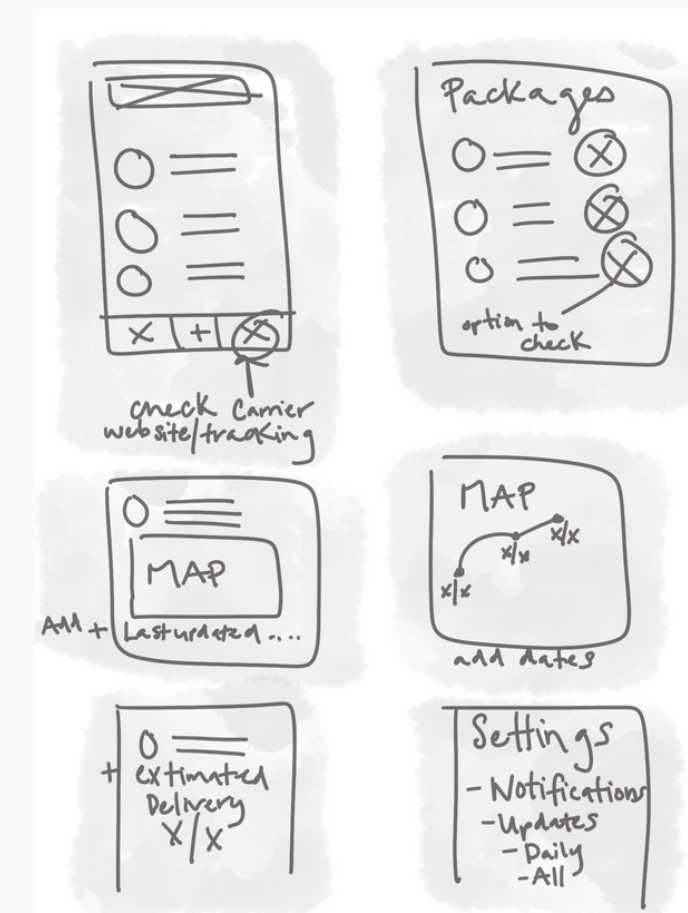 X + X
check Carrier
website/tracking
Packages
X
X
X
option to
check
MAP
Add + Last updated ....
MAP
x/x
x/x
x/x
add dates
+ extimated
Delivery
X/X
Settings
- Notifications
- Updates
- Daily
- All